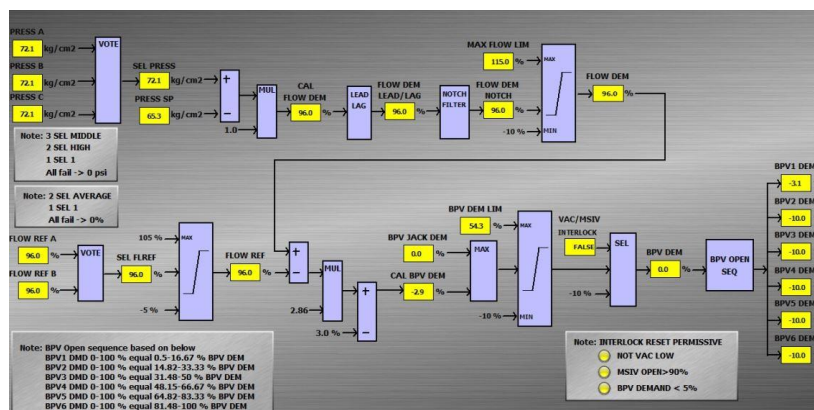 PRESS A
72.1 kg/cm2
PRESS B
72.1 kg/cm2
PRESS C
72.1 kg/cm2
VOTE
SEL PRESS
72.1 kg/cm2
PRESS SP
65.3 kg/cm2
+
−
MUL
1.0
CAL FLOW DEM
96.0 %
LEAD LAG
FLOW DEM LEAD/LAG
96.0 %
NOTCH FILTER
FLOW DEM NOTCH
96.0 %
MAX FLOW LIM
115.0 %
MAX
-10 %
MIN
FLOW DEM
96.0 %
Note: 3 SEL MIDDLE
2 SEL HIGH
1 SEL 1
All fail -> 0 psi
Note: 2 SEL AVERAGE
1 SEL 1
All fail -> 0%
FLOW REF A
96.0 %
FLOW REF B
96.0 %
VOTE
SEL FLREF
96.0 %
105 %
MAX
-5 %
FLOW REF
96.0 %
+
−
MUL
2.86
+
−
3.0 %
BPV JACK DEM
0.0 %
CAL BPV DEM
-2.9 %
MAX
BPV DEM LIM
54.3 %
MAX
-10 %
MIN
VAC/MSIV INTERLOCK
FALSE
-10 %
SEL
BPV DEM
0.0 %
BPV OPEN SEQ
BPV1 DEM
-3.1
BPV2 DEM
-10.0
BPV3 DEM
-10.0
BPV4 DEM
-10.0
BPV5 DEM
-10.0
BPV6 DEM
-10.0
Note: BPV Open sequence based on below
BPV1 DMD 0-100 % equal 0.5-16.67 % BPV DEM
BPV2 DMD 0-100 % equal 14.82-33.33 % BPV DEM
BPV3 DMD 0-100 % equal 31.48-50 % BPV DEM
BPV4 DMD 0-100 % equal 48.15-66.67 % BPV DEM
BPV5 DMD 0-100 % equal 64.82-83.33 % BPV DEM
BPV6 DMD 0-100 % equal 81.48-100 % BPV DEM
Note: INTERLOCK RESET PERMISSIVE
NOT VAC LOW
MSIV OPEN>90%
BPV DEMAND < 5%